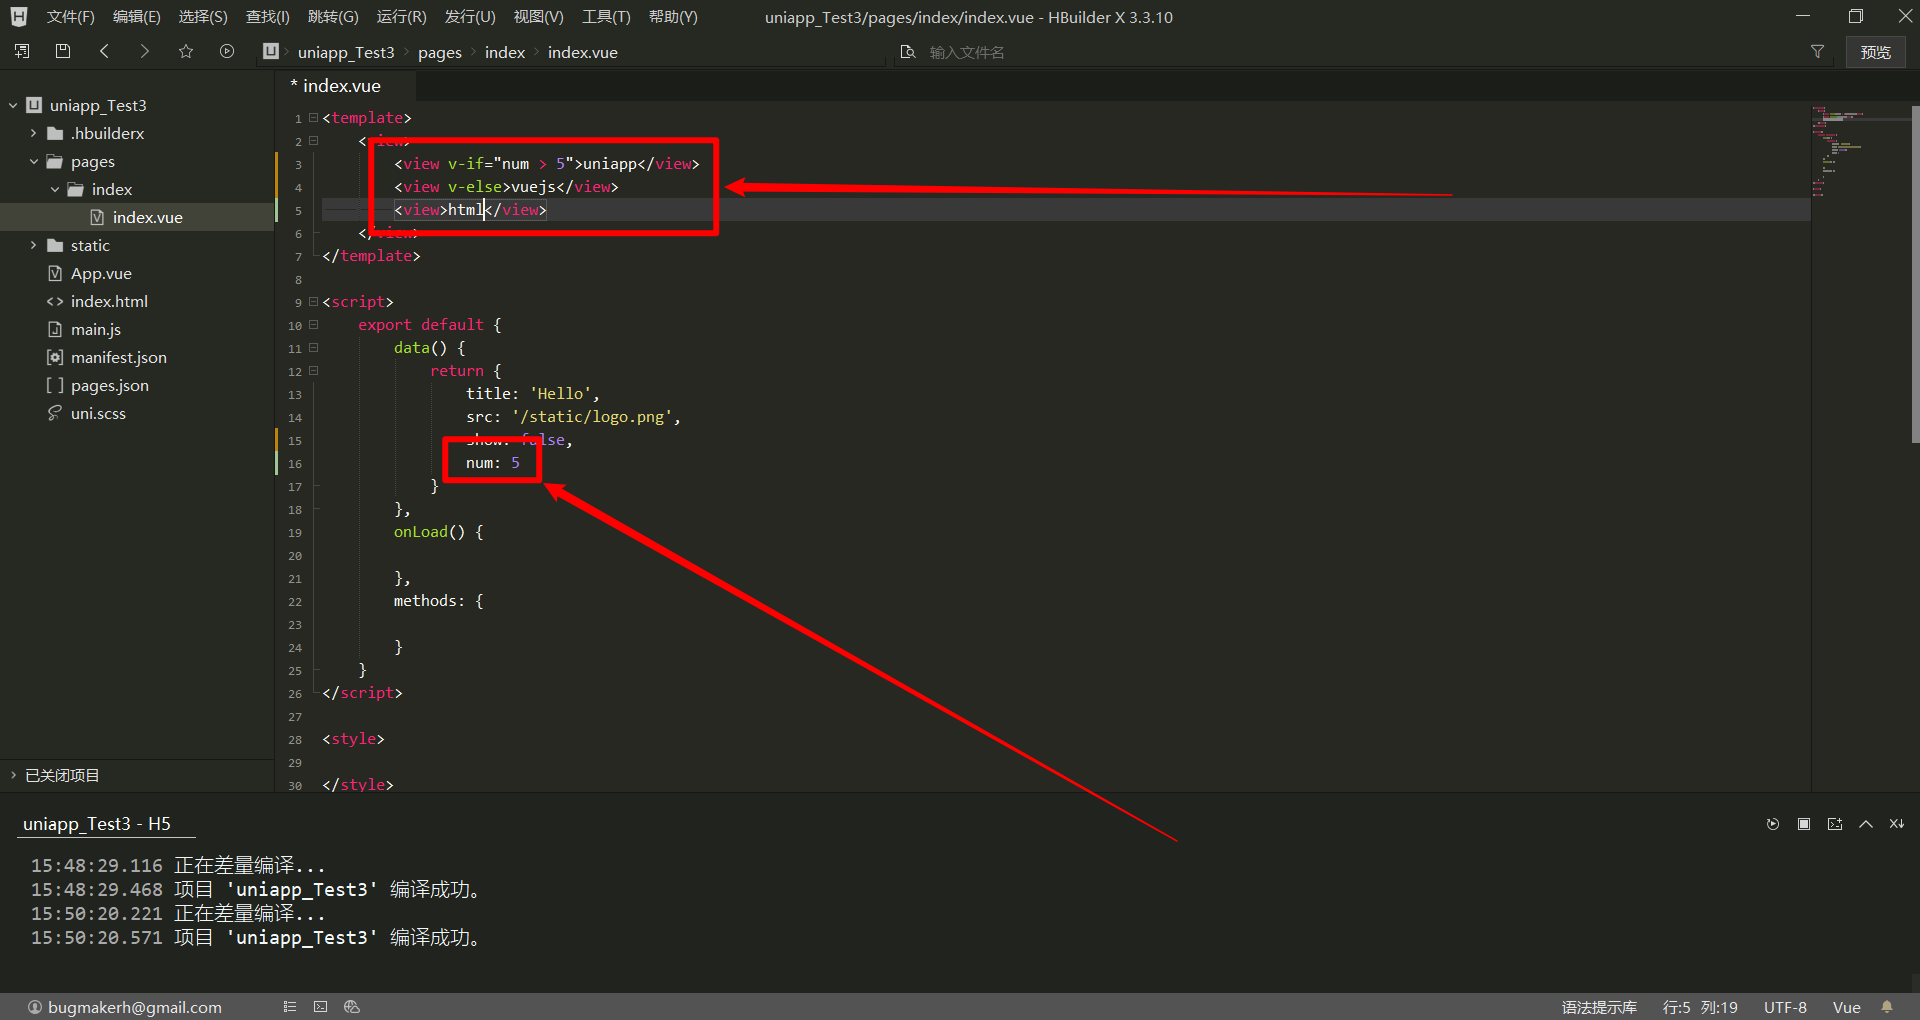 文件(F) 编辑(E) 选择(S) 查找(I) 跳转(G) 运行(R) 发行(U) 视图(V) 工具(T) 帮助(Y) uniapp_Test3/pages/index/index.vue - HBuilder X 3.3.10
uniapp_Test3 pages index index.vue 输入文件名 预览
* index.vue
uniapp_Test3
.hbuilderx
pages
index
index.vue
static
App.vue
index.html
main.js
manifest.json
pages.json
uni.scss
已关闭项目
1 <template>
2 <view>
3 <view v-if="num > 5">uniapp</view>
4 <view v-else>vuejs</view>
5 <view>html</view>
6 </view>
7 </template>
8
9 <script>
10 export default {
11 data() {
12 return {
13 title: 'Hello',
14 src: '/static/logo.png',
15 show: false,
16 num: 5
17 }
18 },
19 onLoad() {
20
21 },
22 methods: {
23
24 }
25 }
26 </script>
27
28 <style>
29
30 </style>
uniapp_Test3 - H5
15:48:29.116 正在差量编译...
15:48:29.468 项目 'uniapp_Test3' 编译成功。
15:50:20.221 正在差量编译...
15:50:20.571 项目 'uniapp_Test3' 编译成功。
bugmakerh@gmail.com 语法提示库 行:5 列:19 UTF-8 Vue